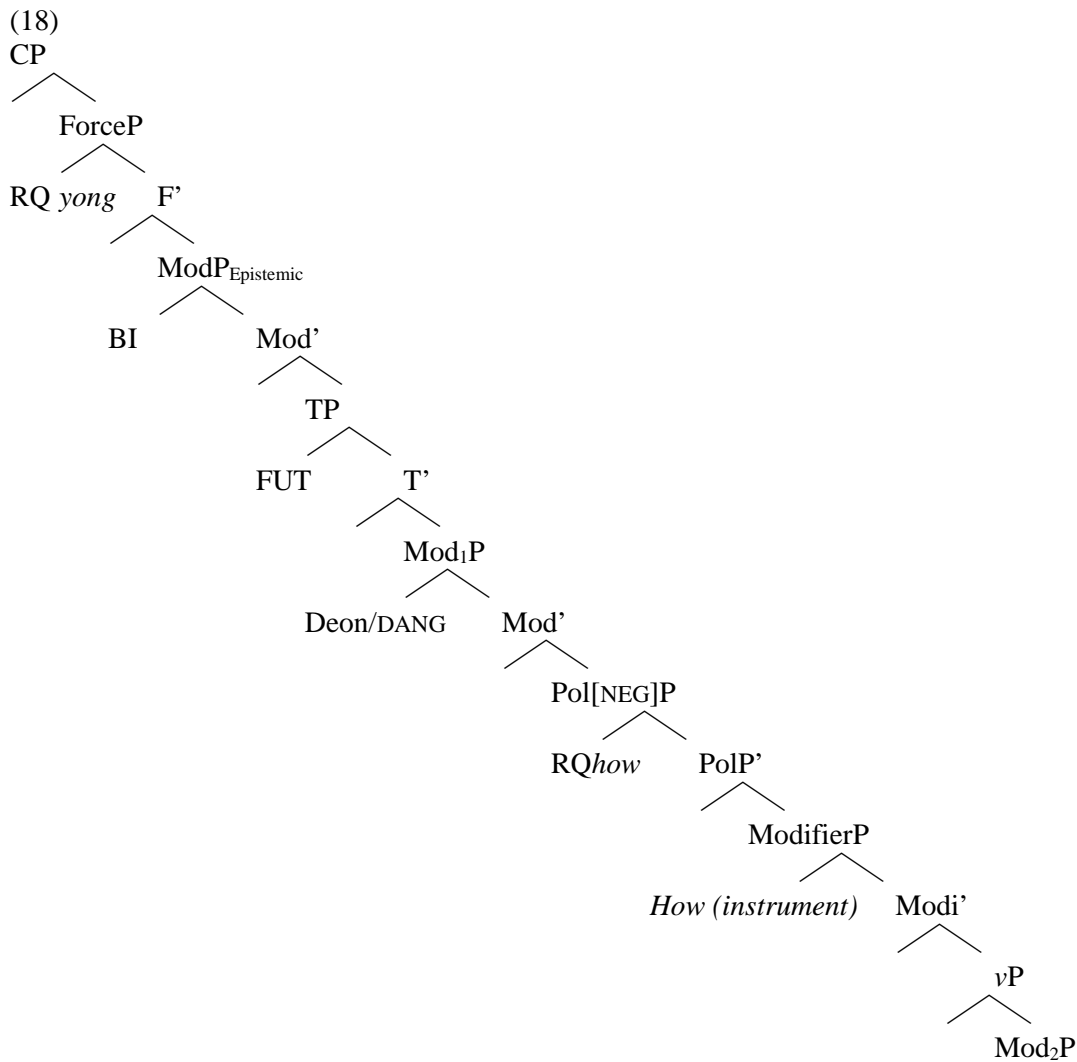 (18)
CP
ForceP
RQ yong F’
ModPEpistemic
BI Mod’
TP
FUT T’
Mod1P
Deon/DANG Mod’
Pol[NEG]P
RQhow PolP’
ModifierP
How (instrument) Modi’
vP
Mod2P